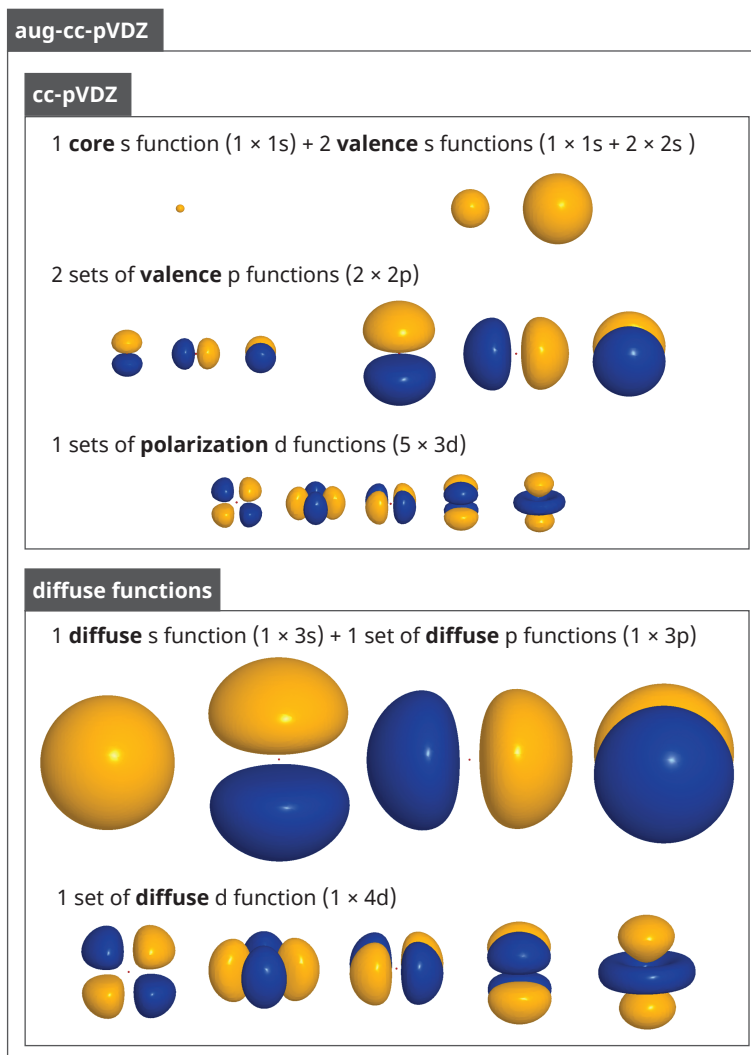 aug-cc-pVDZ
cc-pVDZ
1 core s function (1 × 1s) + 2 valence s functions (1 × 1s + 2 × 2s )
2 sets of valence p functions (2 × 2p)
1 sets of polarization d functions (5 × 3d)
diffuse functions
1 diffuse s function (1 × 3s) + 1 set of diffuse p functions (1 × 3p)
1 set of diffuse d function (1 × 4d)